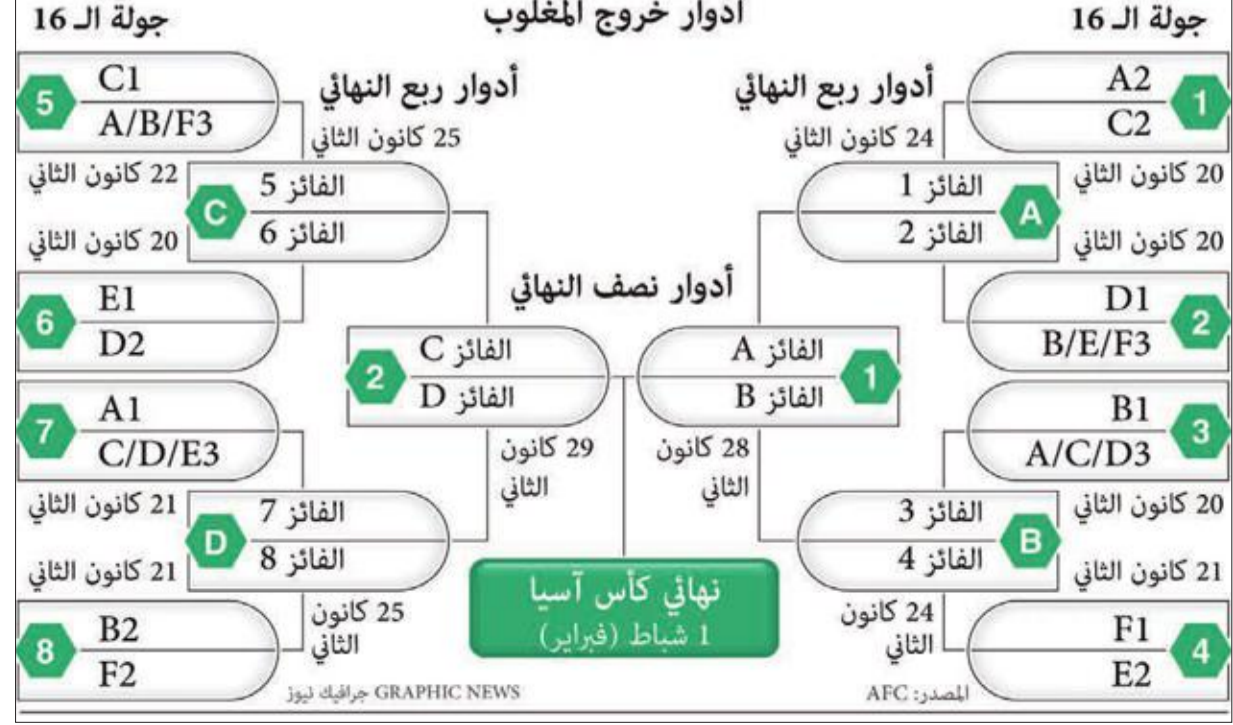 أدوار خروج المغلوب
جولة الـ 16
1
A2
C2
20 كانون الثاني
20 كانون الثاني
2
D1
B/E/F3
3
B1
A/C/D3
20 كانون الثاني
21 كانون الثاني
4
F1
E2
أدوار ربع النهائي
24 كانون الثاني
A
الفائز 1
الفائز 2
B
الفائز 3
الفائز 4
24 كانون
الثاني
أدوار نصف النهائي
1
الفائز A
الفائز B
28 كانون
الثاني
2
الفائز C
الفائز D
29 كانون
الثاني
نهائي كأس آسيا
1 شباط (فبراير)
أدوار ربع النهائي
25 كانون الثاني
C
الفائز 5
الفائز 6
D
الفائز 7
الفائز 8
25 كانون
الثاني
جولة الـ 16
5
C1
A/B/F3
22 كانون الثاني
20 كانون الثاني
6
E1
D2
7
A1
C/D/E3
21 كانون الثاني
21 كانون الثاني
8
B2
F2
المصدر: AFC
GRAPHIC NEWS جرافيك نيوز